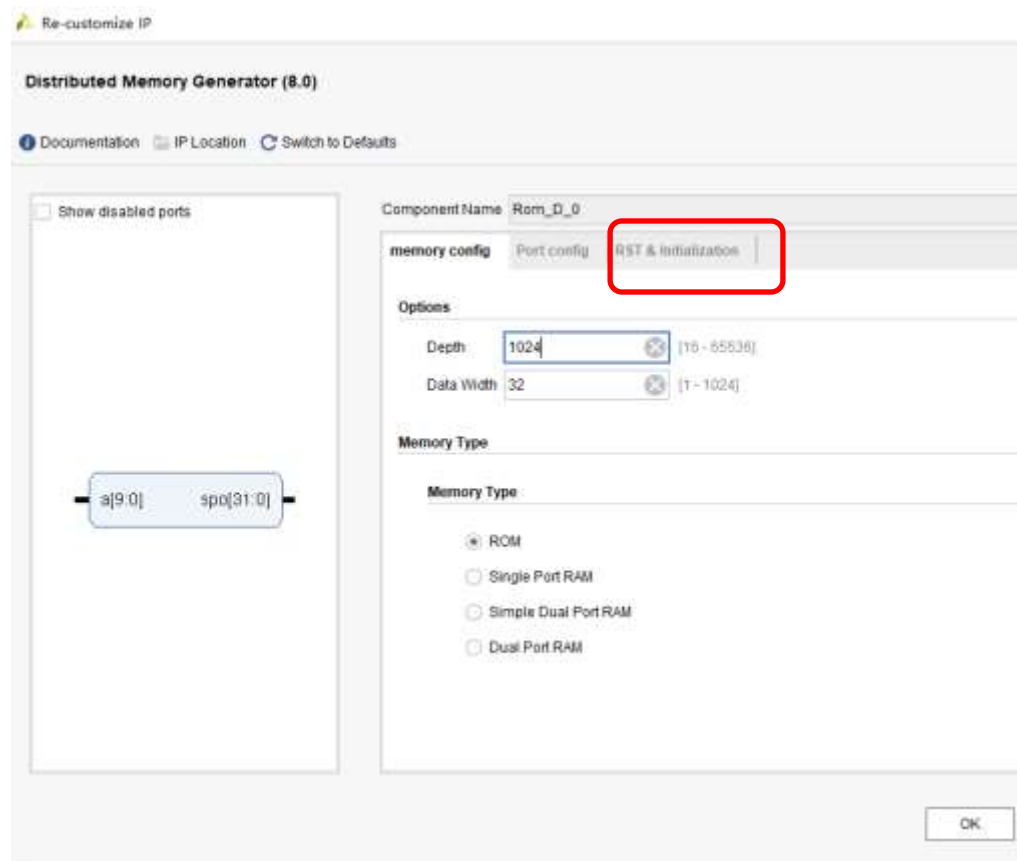 Re-customize IP
Distributed Memory Generator (8.0)
Documentation IP Location Switch to Defaults
Show disabled ports
Component Name Rom_D_0
memory config Port config RST & Initialization
Options
Depth 1024 [16 - 65536]
Data Width 32 [1 - 1024]
Memory Type
Memory Type
a[9:0] spo[31:0]
ROM
Single Port RAM
Simple Dual Port RAM
Dual Port RAM
OK